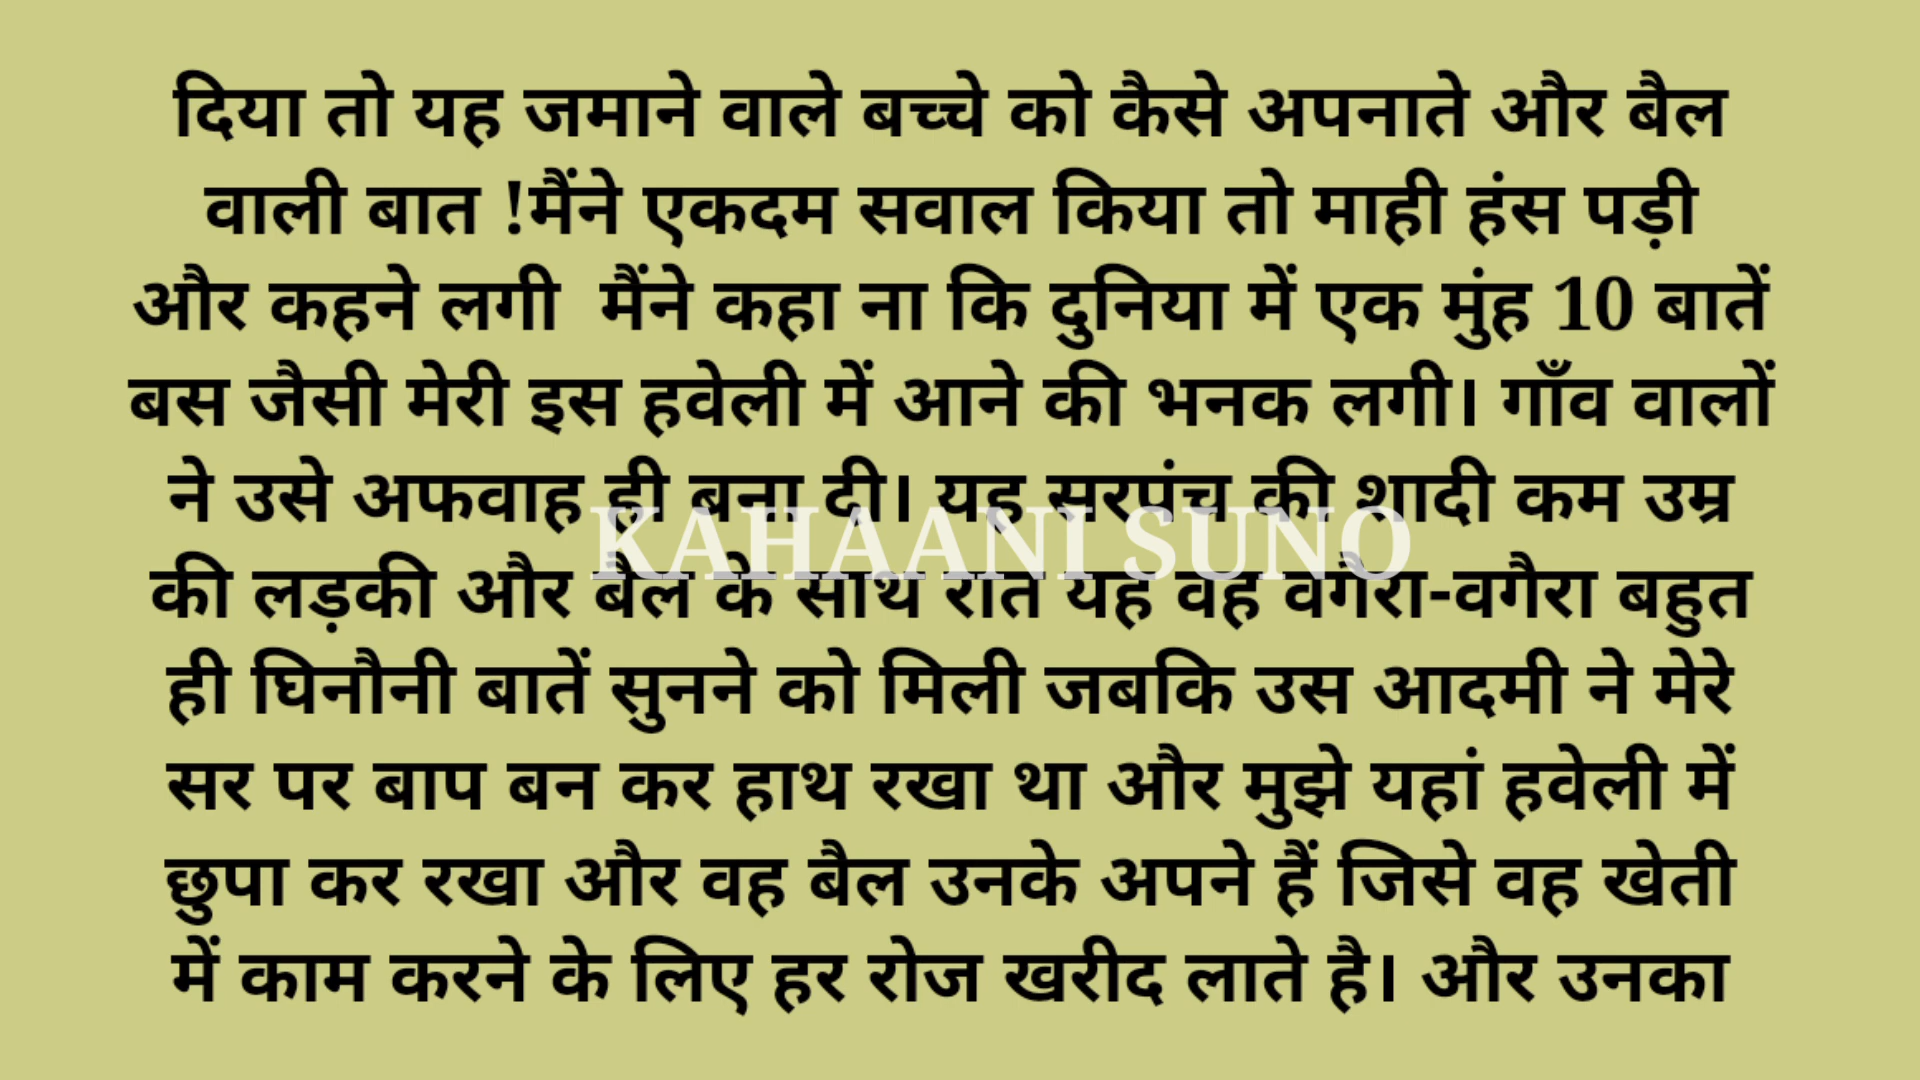 दिया तो यह जमाने वाले बच्चे को कैसे अपनाते और बैल
वाली बात !मैंने एकदम सवाल किया तो माही हंस पड़ी
और कहने लगी  मैंने कहा ना कि दुनिया में एक मुंह 10 बातें
बस जैसी मेरी इस हवेली में आने की भनक लगी। गाँव वालों
ने उसे अफवाह ही बना दी। यह सरपंच की शादी कम उम्र
KAHAANI SUNO
की लड़की और बैल के साथ रात यह वह वगैरा-वगैरा बहुत
ही घिनौनी बातें सुनने को मिली जबकि उस आदमी ने मेरे
सर पर बाप बन कर हाथ रखा था और मुझे यहां हवेली में
छुपा कर रखा और वह बैल उनके अपने हैं जिसे वह खेती
में काम करने के लिए हर रोज खरीद लाते है। और उनका